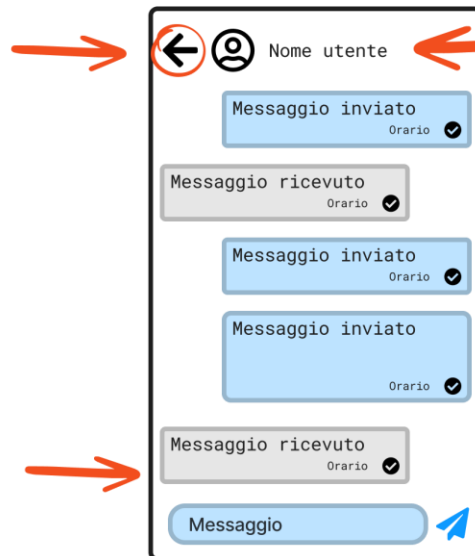 Nome utente
Messaggio inviato
Orario
Messaggio ricevuto
Orario
Messaggio inviato
Orario
Messaggio inviato
Orario
Messaggio ricevuto
Orario
Messaggio